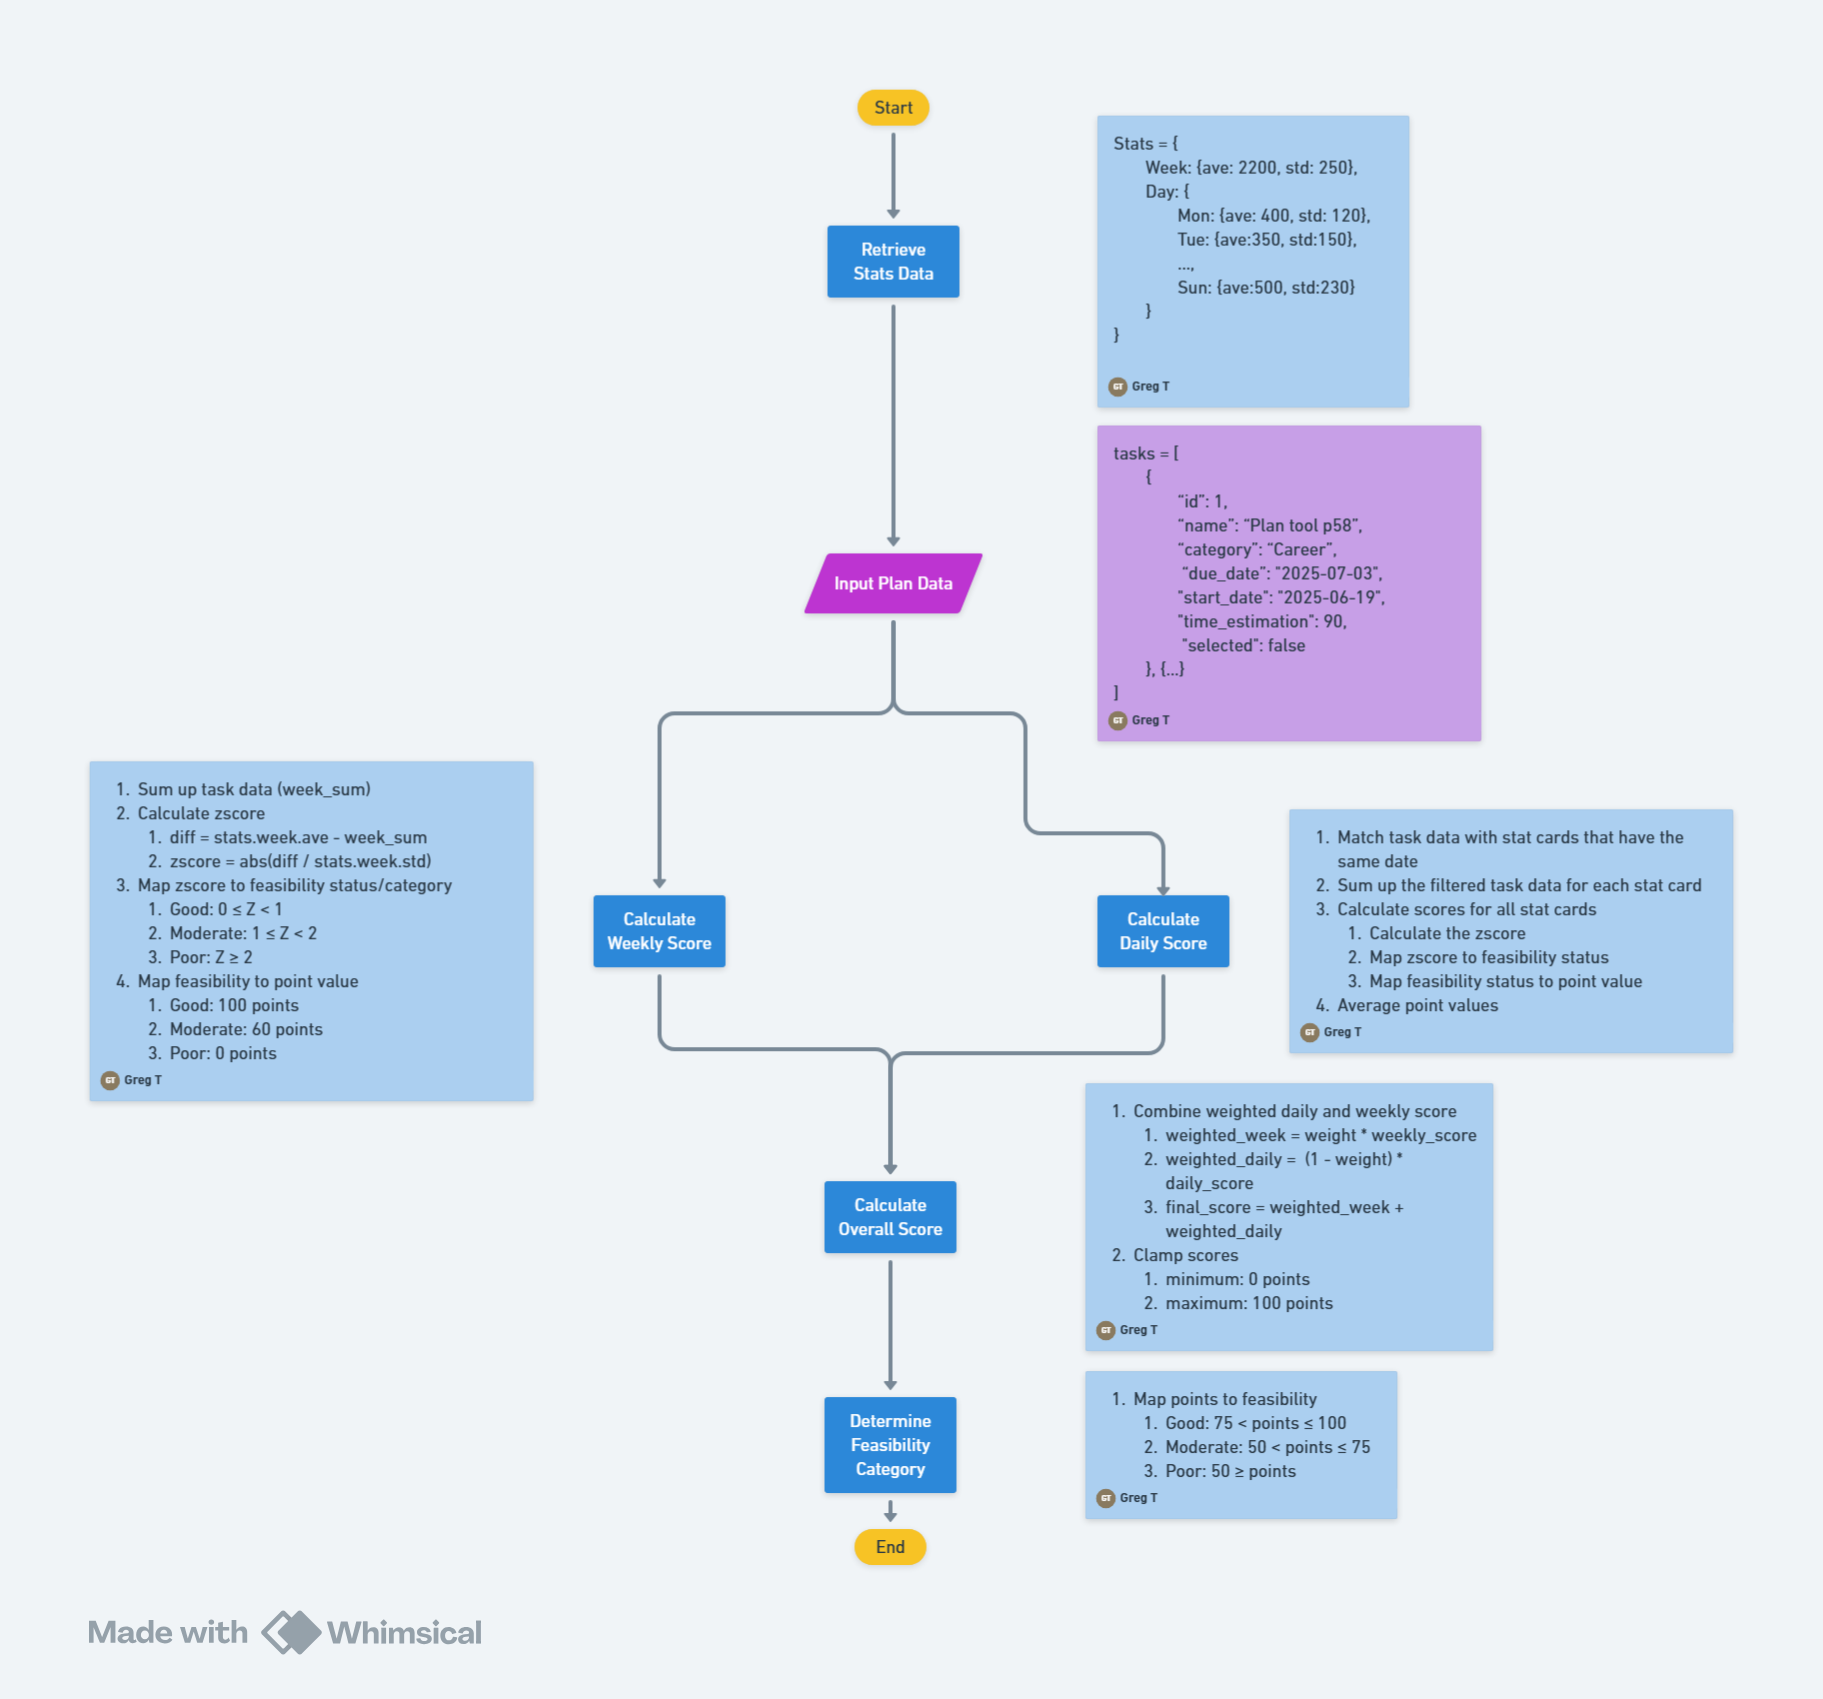 Start
Stats = {
Week: {ave: 2200, std: 250},
Day: {
Mon: {ave: 400, std: 120},
Tue: {ave:350, std:150},
...,
Sun: {ave:500, std:230}
}
}
GT Greg T
Retrieve
Stats Data
tasks = [
{
“id”: 1,
“name”: “Plan tool p58”,
“category”: “Career”,
“due_date”: "2025-07-03",
"start_date": "2025-06-19",
"time_estimation": 90,
"selected": false
}, {...}
]
GT Greg T
Input Plan Data
1. Sum up task data (week_sum)
2. Calculate zscore
1. diff = stats.week.ave - week_sum
2. zscore = abs(diff / stats.week.std)
3. Map zscore to feasibility status/category
1. Good: 0 ≤ Z < 1
2. Moderate: 1 ≤ Z < 2
3. Poor: Z ≥ 2
4. Map feasibility to point value
1. Good: 100 points
2. Moderate: 60 points
3. Poor: 0 points
GT Greg T
Calculate
Weekly Score
Calculate
Daily Score
1. Match task data with stat cards that have the
same date
2. Sum up the filtered task data for each stat card
3. Calculate scores for all stat cards
1. Calculate the zscore
2. Map zscore to feasibility status
3. Map feasibility status to point value
4. Average point values
GT Greg T
Calculate
Overall Score
1. Combine weighted daily and weekly score
1. weighted_week = weight * weekly_score
2. weighted_daily = (1 - weight) *
daily_score
3. final_score = weighted_week +
weighted_daily
2. Clamp scores
1. minimum: 0 points
2. maximum: 100 points
GT Greg T
Determine
Feasibility
Category
1. Map points to feasibility
1. Good: 75 < points ≤ 100
2. Moderate: 50 < points ≤ 75
3. Poor: 50 ≥ points
GT Greg T
End
Made with Whimsical